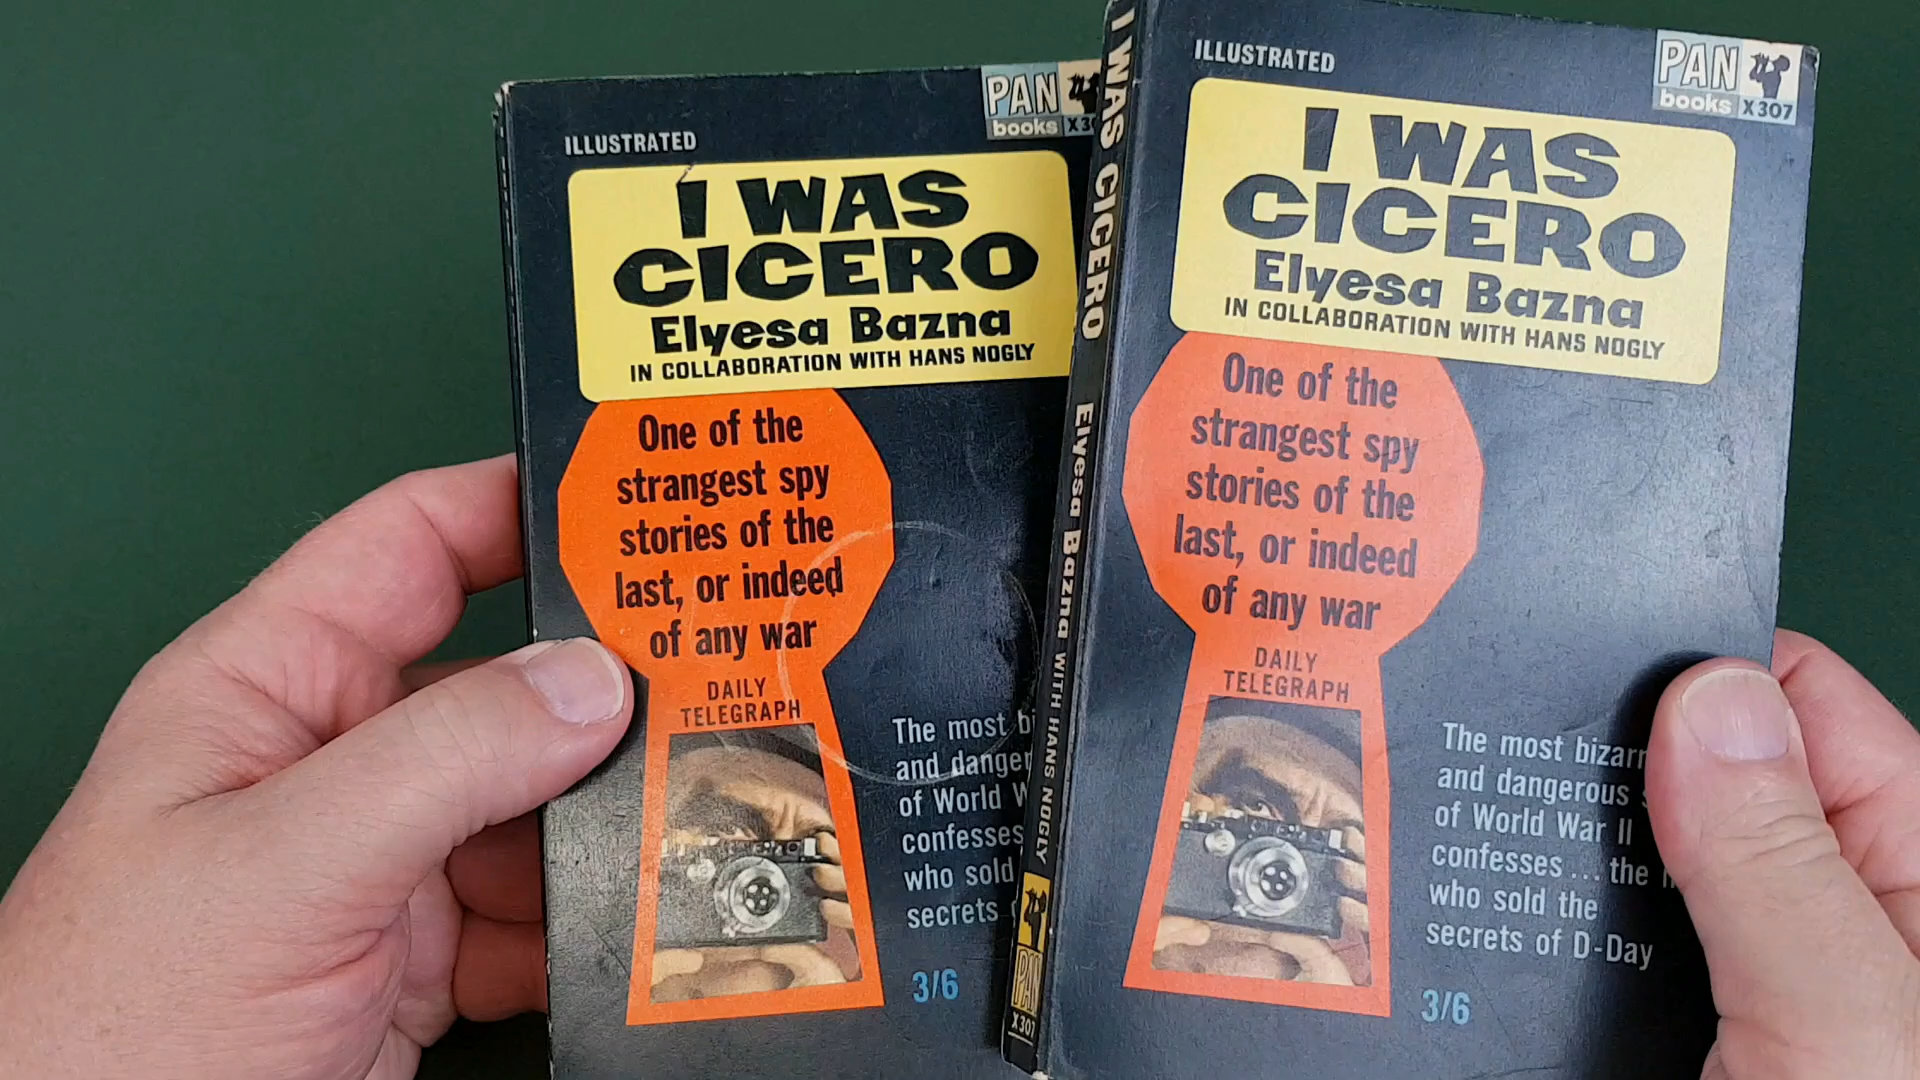 ILLUSTRATED
PAN
books X30
I WAS
CICERO
Elyesa Bazna
IN COLLABORATION WITH HANS NOGLY
One of the
strangest spy
stories of the
last, or indeed
of any war
DAILY
TELEGRAPH
The most
and
of World
confesses
who sold
secrets
3/6
I WAS CICERO Elyesa Bazna WITH HANS NOGLY
PAN
X307
ILLUSTRATED
PAN
books X307
I WAS
CICERO
Elyesa Bazna
IN COLLABORATION WITH HANS NOGLY
One of the
strangest spy
stories of the
last, or indeed
of any war
DAILY
TELEGRAPH
The most
and dangerous
of World War II
confesses... the
who sold the
secrets of D-Day
3/6